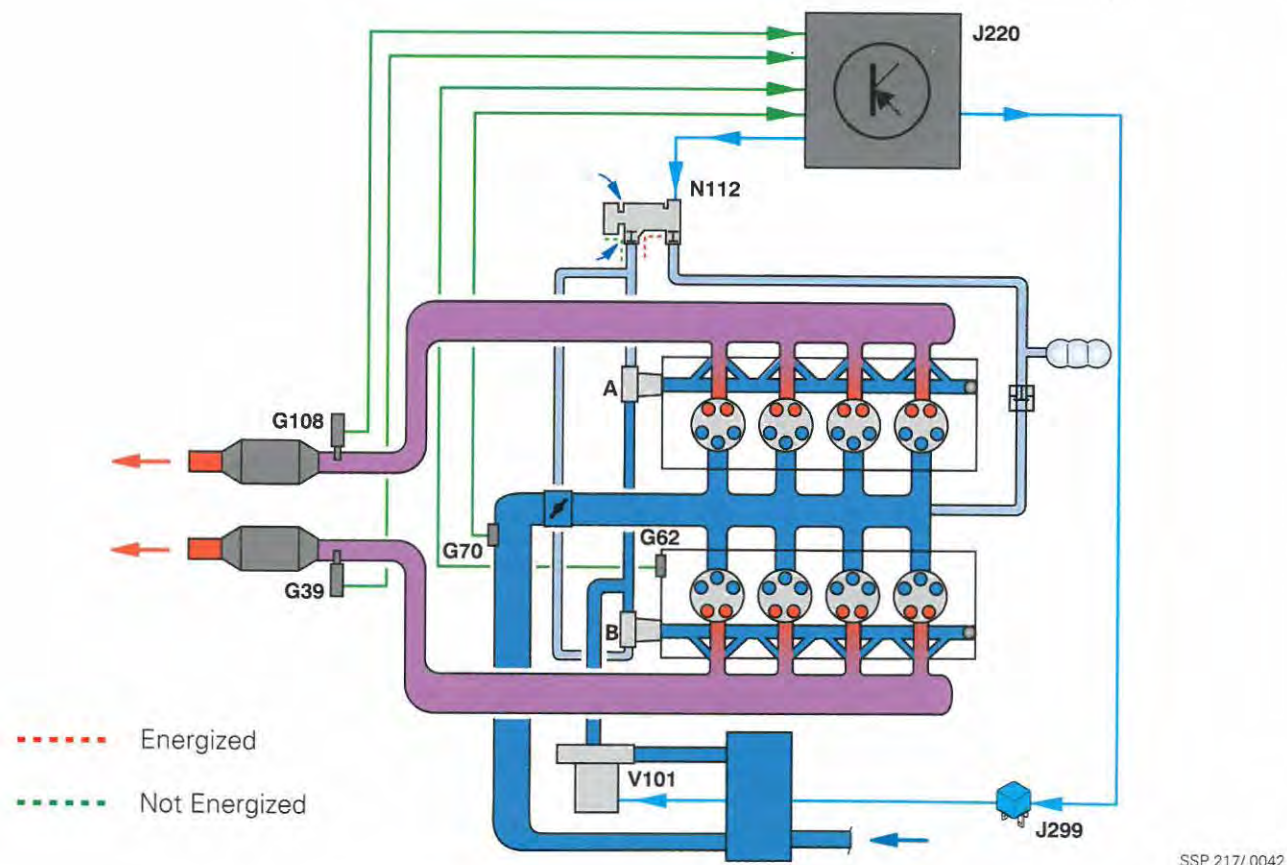 J220
N112
A
G108
G70
G62
G39
B
Energized
V101
Not Energized
J299
SSP 217/ 0042